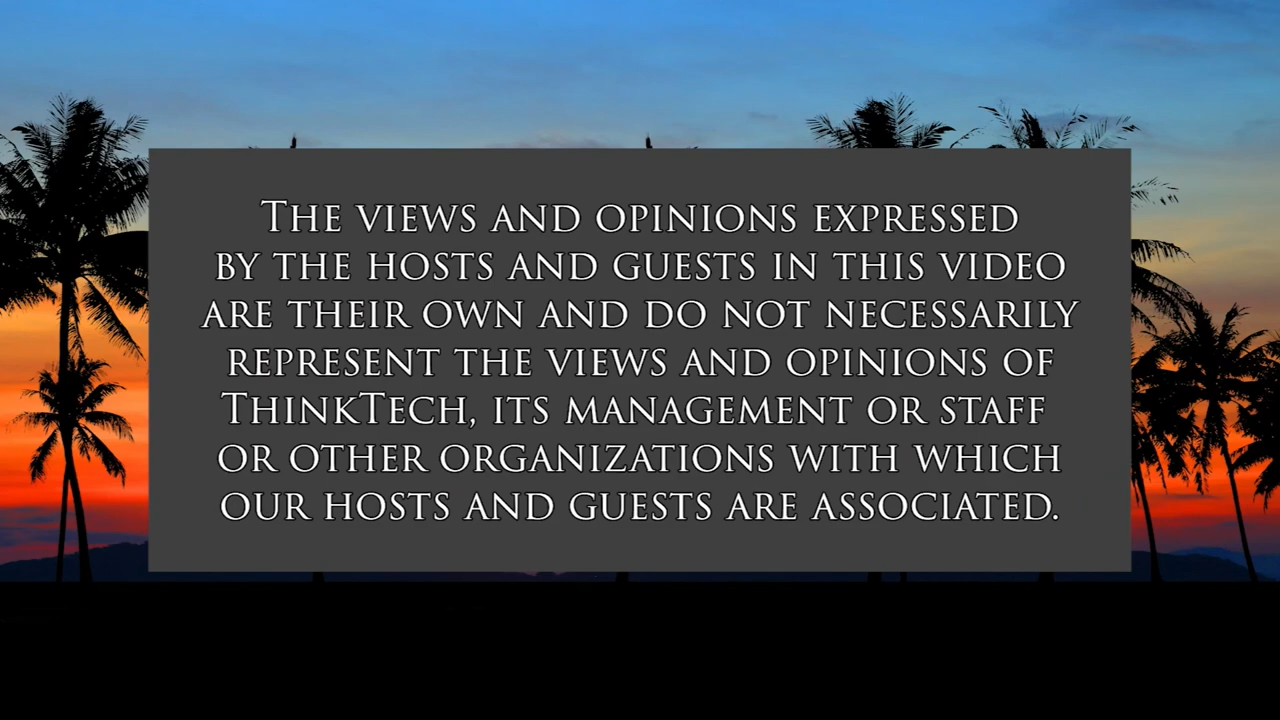 The views and opinions expressed
by the hosts and guests in this video
are their own and do not necessarily
represent the views and opinions of
ThinkTech, its management or staff
or other organizations with which
our hosts and guests are associated.